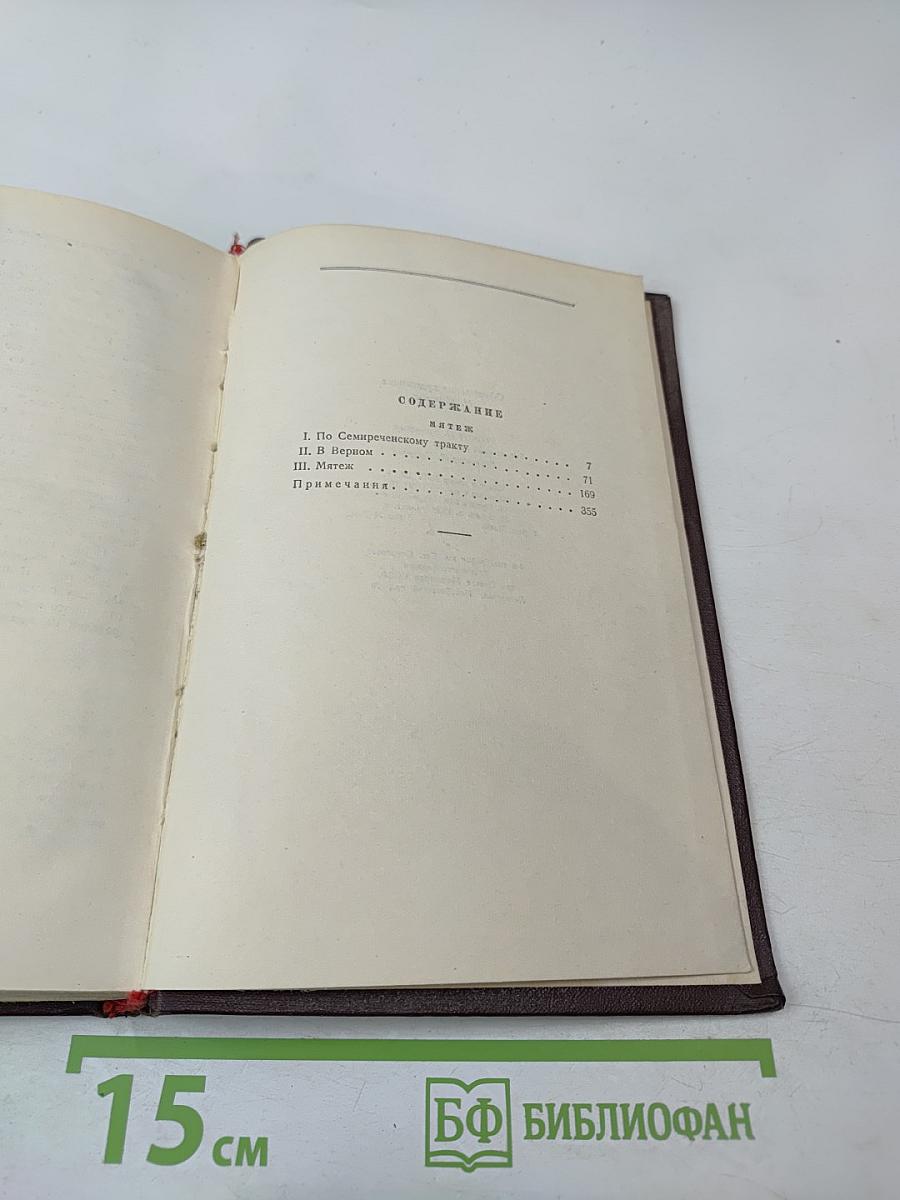 СОДЕРЖАНИЕ
МЯТЕЖ
I. По Семиреченскому тракту . . . . . . . . . . 7
II. В Верном . . . . . . . . . . . . . . . . . 71
III. Мятеж . . . . . . . . . . . . . . . . . . 169
Примечания. . . . . . . . . . . . . . . . 355
15 см
БФ БИБЛИОФАН